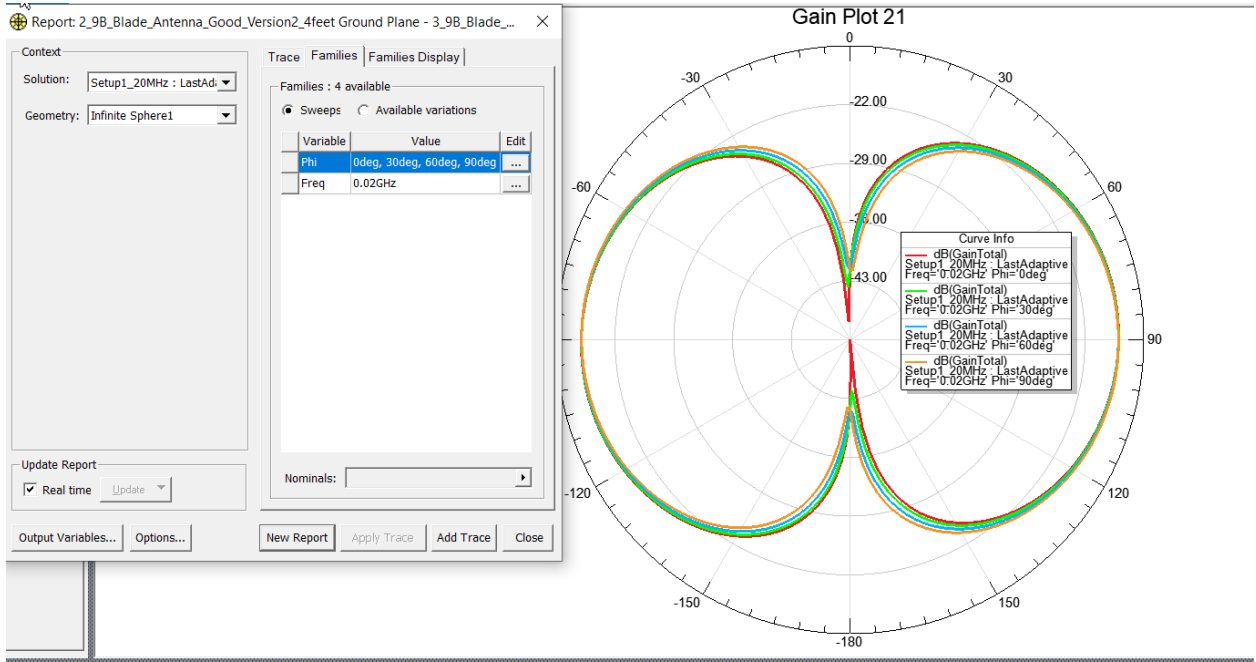 Report: 2_9B_Blade_Antenna_Good_Version2_4feet Ground Plane - 3_9B_Blade_...
Context
Solution: Setup1_20MHz : LastAd
Geometry: Infinite Sphere1
Trace Families Families Display
Families : 4 available
Sweeps Available variations
Variable Value Edit
Phi 0deg, 30deg, 60deg, 90deg ...
Freq 0.02GHz ...
Nominals:
Update Report
Real time Update
Output Variables... Options... New Report Apply Trace Add Trace Close
Gain Plot 21
0
-30 30
-22.00
-29.00
-60 60
.00
-43.00
90
-120 120
-150 150
-180
Curve Info
dB(GainTotal)
Setup1_20MHz : LastAdaptive
Freq='0.02GHz' Phi='0deg'
dB(GainTotal)
Setup1_20MHz : LastAdaptive
Freq='0.02GHz' Phi='30deg'
dB(GainTotal)
Setup1_20MHz : LastAdaptive
Freq='0.02GHz' Phi='60deg'
dB(GainTotal)
Setup1_20MHz : LastAdaptive
Freq='0.02GHz' Phi='90deg'